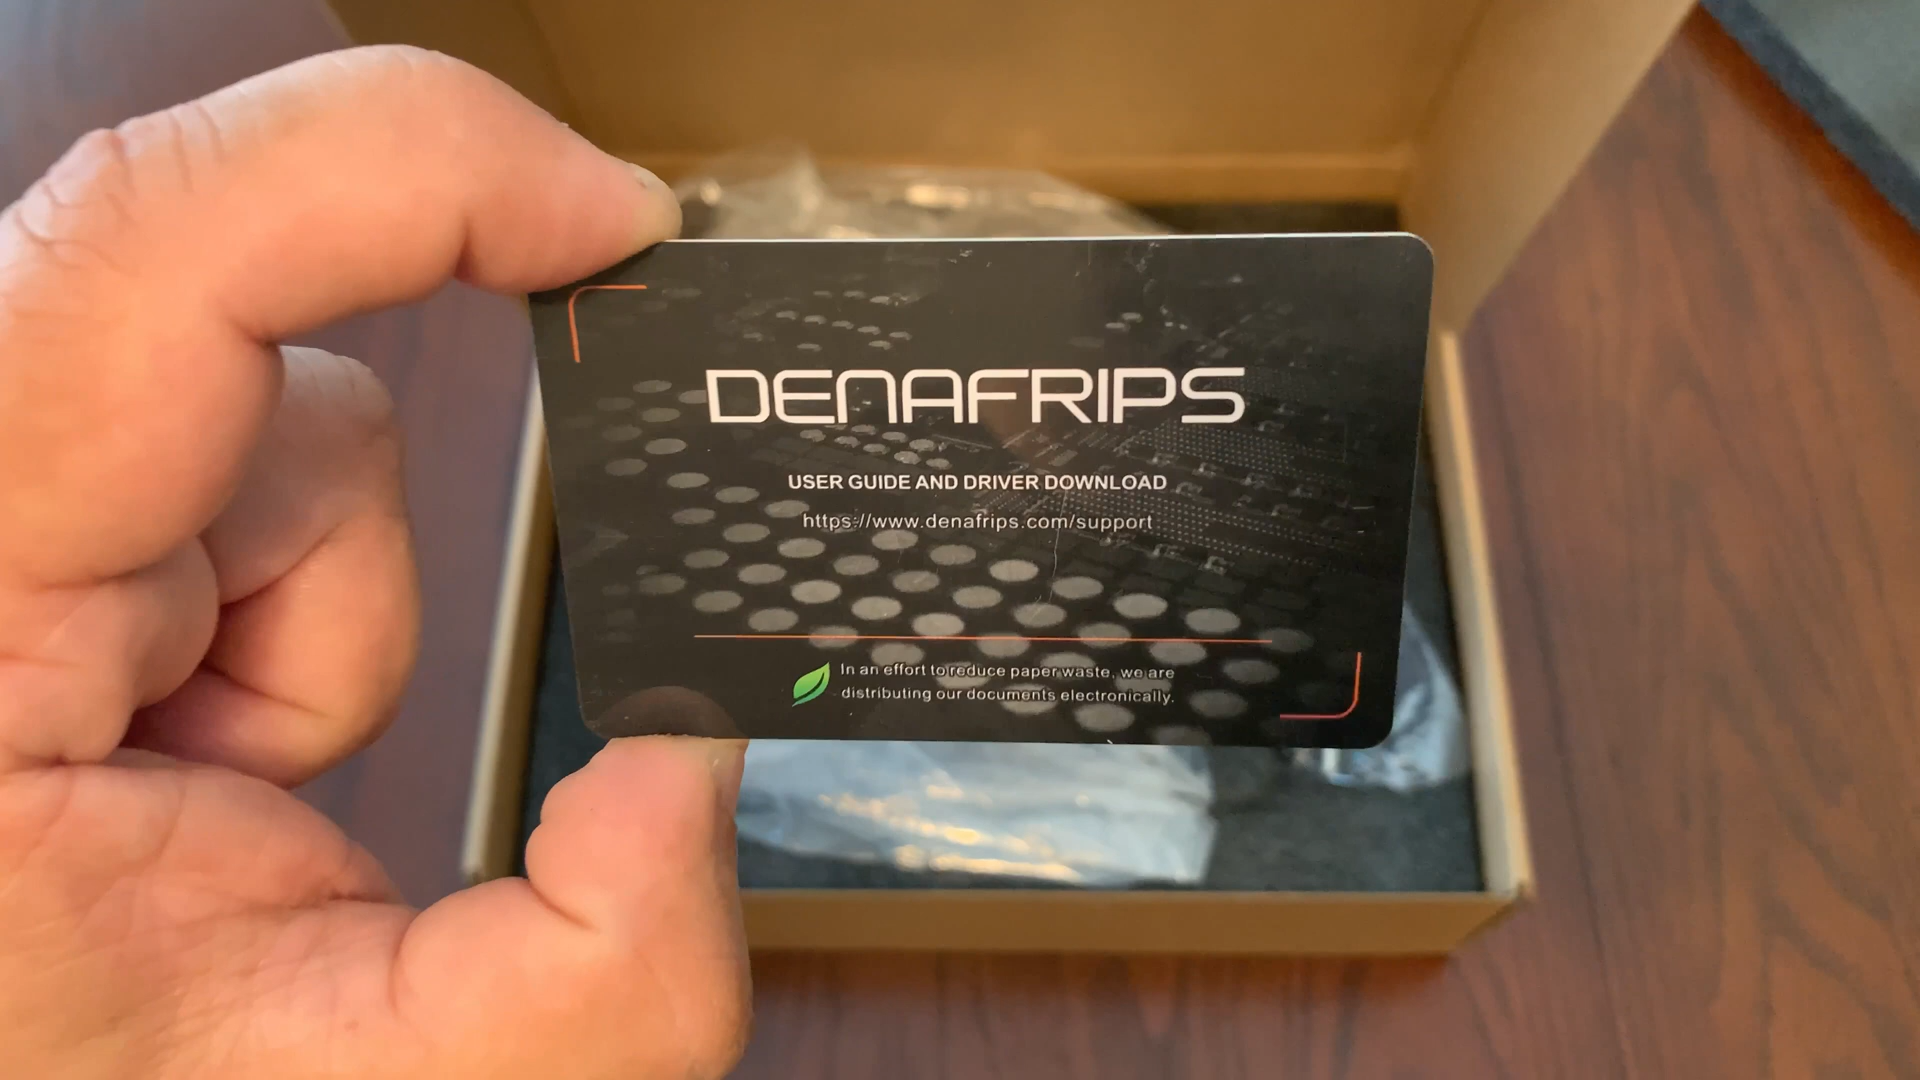 DENAFRIPS
USER GUIDE AND DRIVER DOWNLOAD
https://www.denafrips.com/support
In an effort to reduce paper waste, we are
distributing our documents electronically.